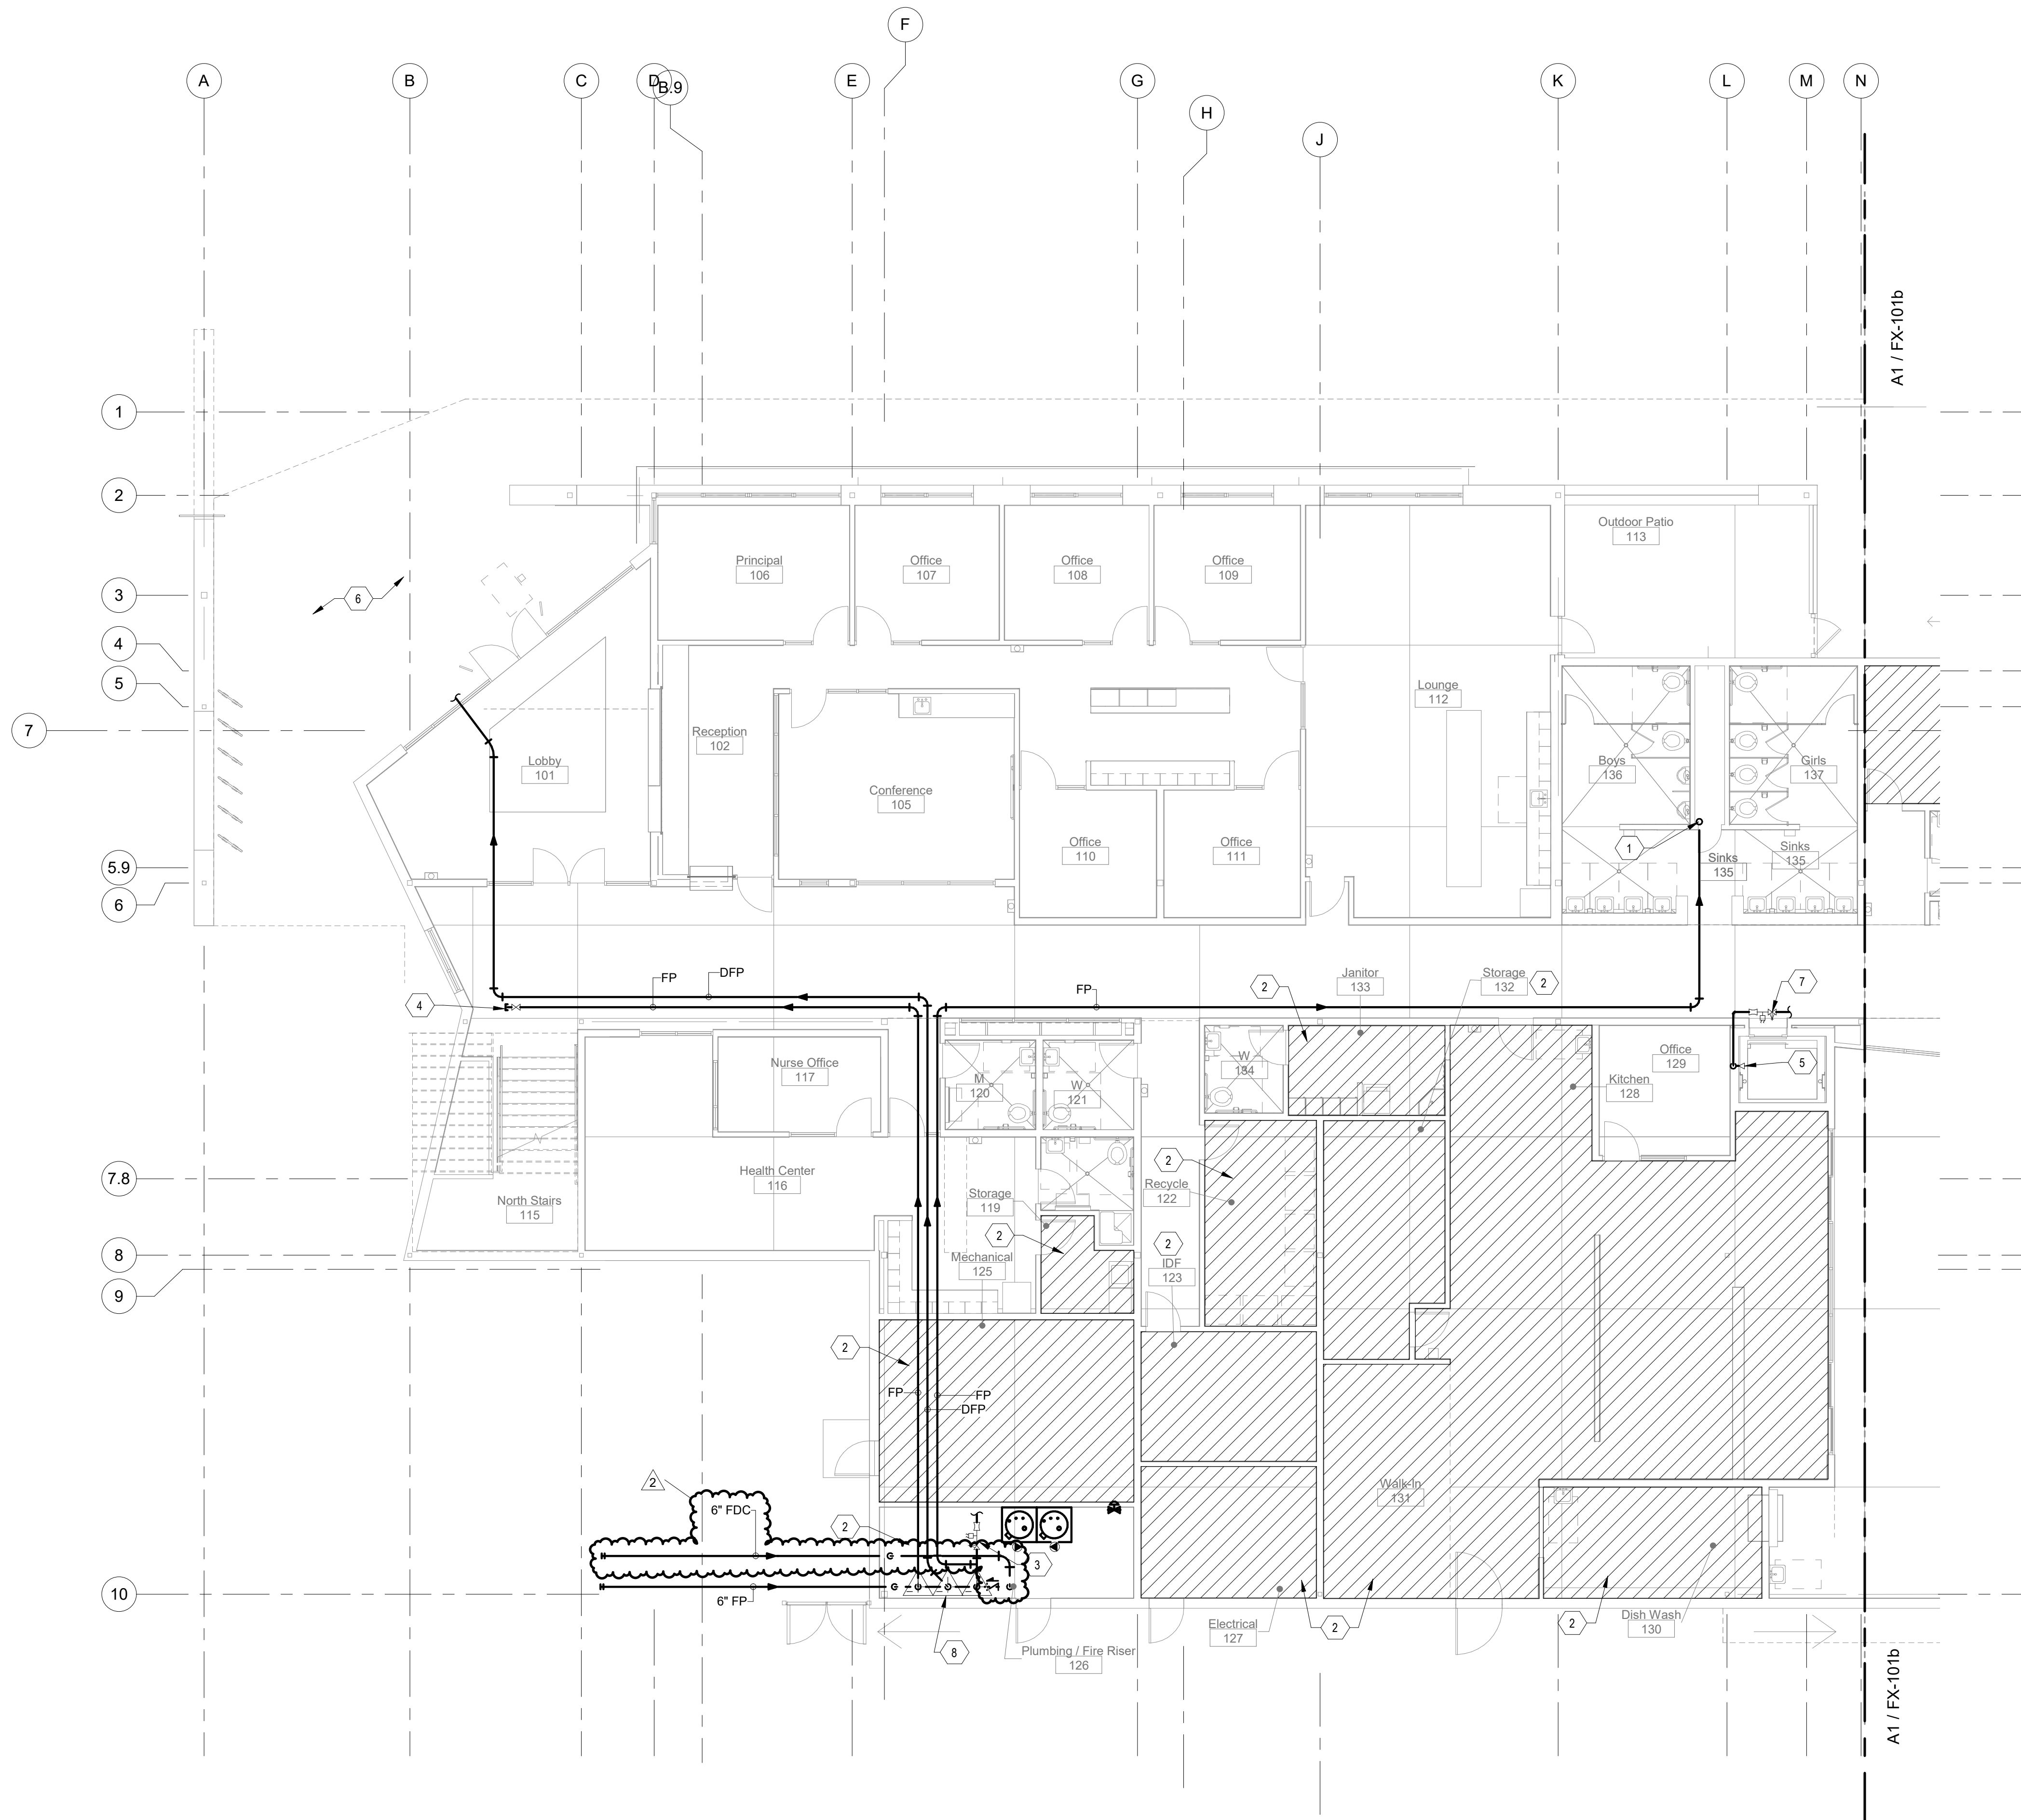 F
A
B
C
D
B.9
E
G
H
J
K
L
M
N
A1 / FX-101b
1
2
3
4
5
7
5.9
6
7.8
8
9
10
Outdoor Patio
113
Principal
106
Office
107
Office
108
Office
109
6
Lounge
112
Reception
102
Lobby
101
Conference
105
Boys
136
Girls
137
Office
110
Office
111
1
Sinks
135
Sinks
135
FP
DFP
FP
4
2
Janitor
133
Storage
132
2
7
Nurse Office
117
M
120
W
121
W
134
Office
129
5
Kitchen
128
Health Center
116
North Stairs
115
Storage
119
2
2
Recycle
122
2
IDF
123
Mechanical
125
2
FP
FP
DFP
2
6" FDC
2
3
Walk-In
131
6" FP
8
Plumbing / Fire Riser
126
Electrical
127
2
2
Dish Wash
130
A1 / FX-101b